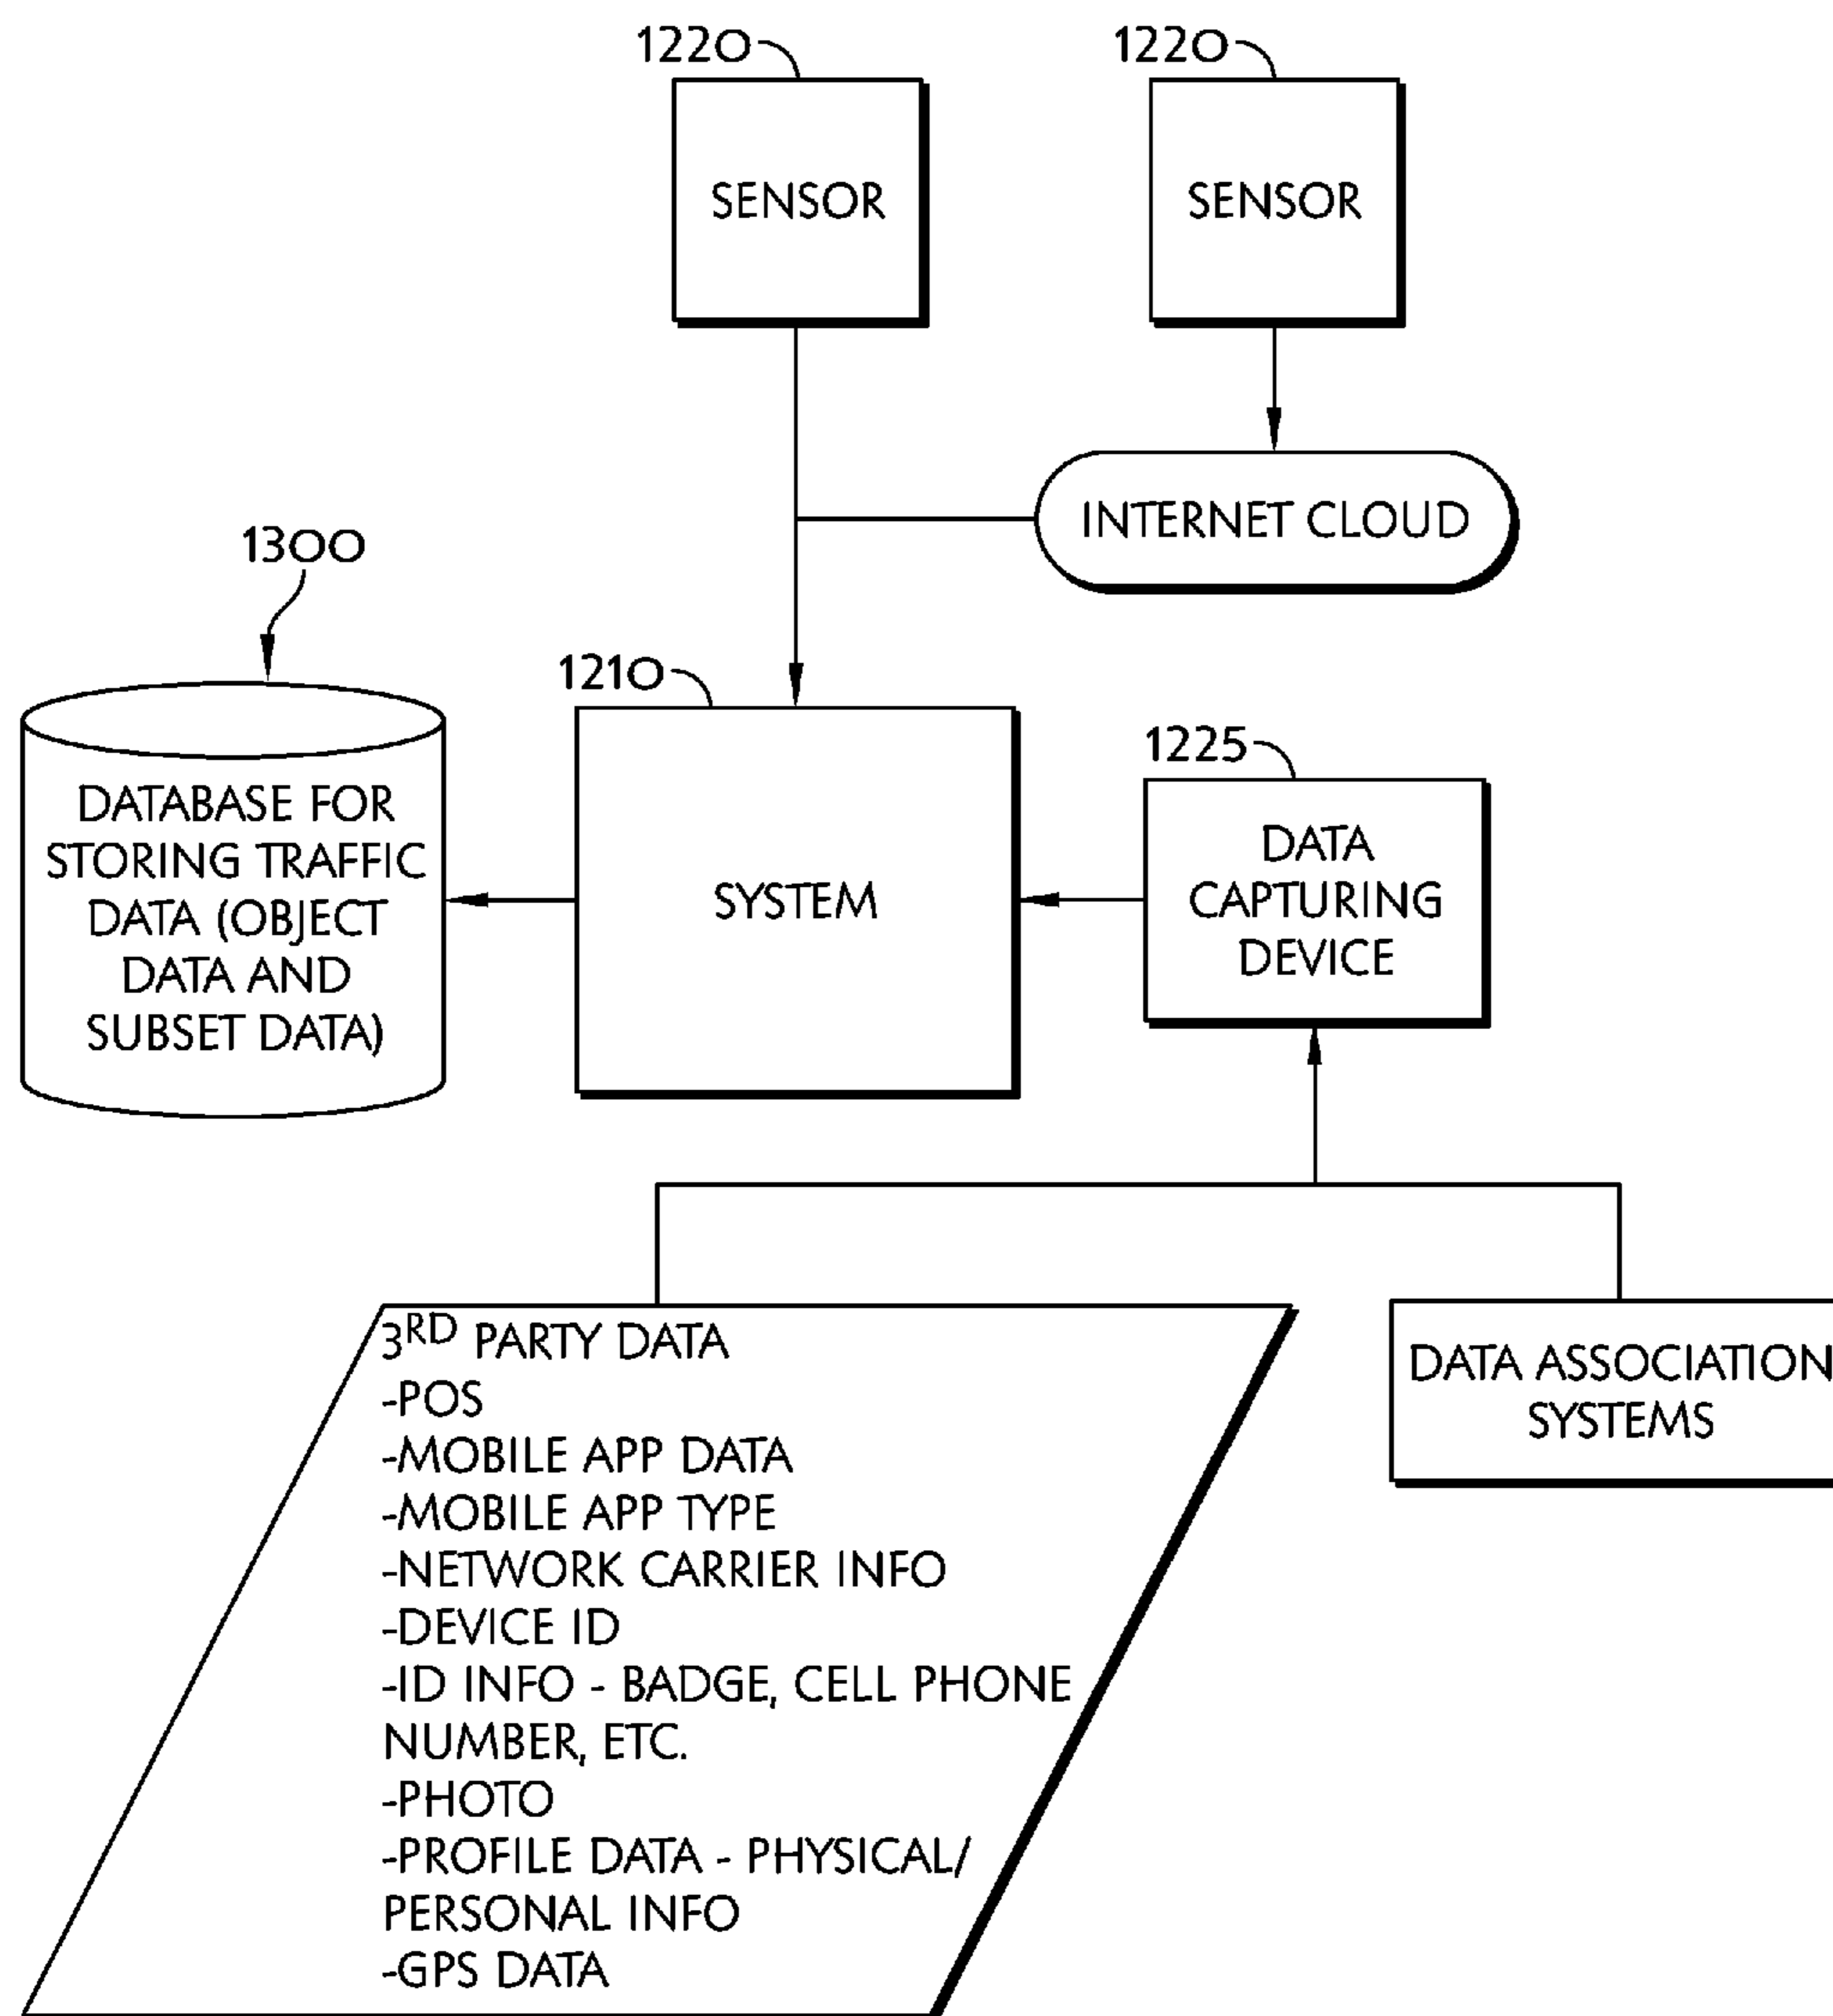 1220
1220
SENSOR
SENSOR
INTERNET CLOUD
1300
1210
1225
DATABASE FOR
STORING TRAFFIC
DATA (OBJECT
DATA AND
SUBSET DATA)
SYSTEM
DATA
CAPTURING
DEVICE
3RD PARTY DATA
-POS
-MOBILE APP DATA
-MOBILE APP TYPE
-NETWORK CARRIER INFO
-DEVICE ID
-ID INFO - BADGE, CELL PHONE
NUMBER, ETC.
-PHOTO
-PROFILE DATA - PHYSICAL/
PERSONAL INFO
-GPS DATA
DATA ASSOCIATION
SYSTEMS